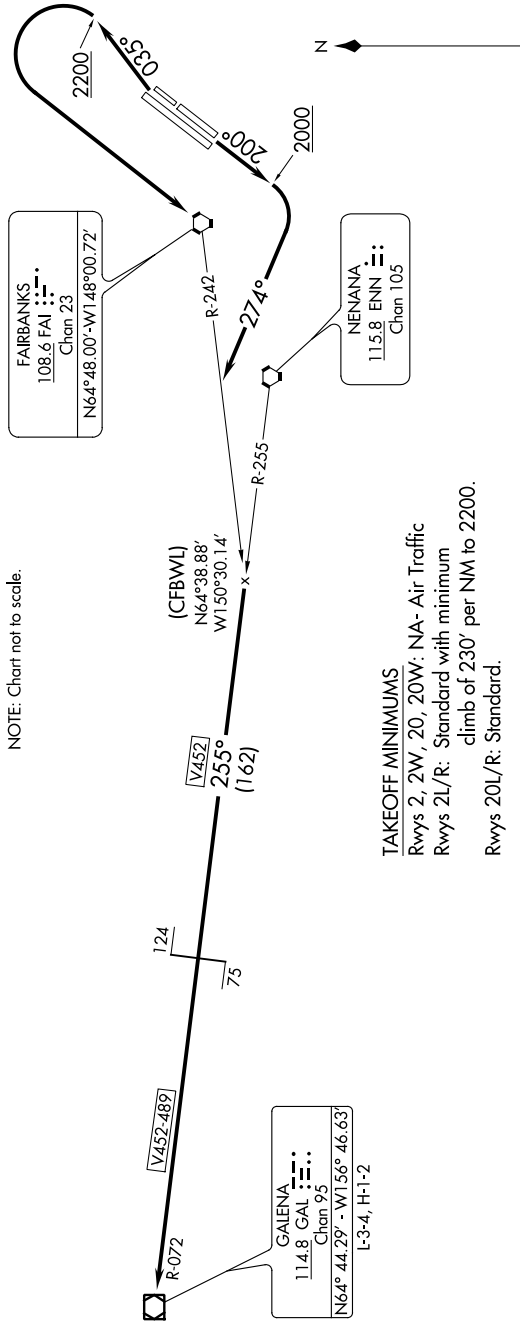 NOTE: Chart not to scale.
FAIRBANKS
108.6 FAI
Chan 23
N64°48.00'-W148°00.72'
2200
035°
200°
2000
N
R-242
274°
NENANA
115.8 ENN
Chan 105
R-255
(CFBWL)
N64°38.88'
W150°30.14'
x
V452
255°
(162)
124
75
V452-489
R-072
GALENA
114.8 GAL
Chan 95
N64° 44.29' - W156° 46.63'
L-3-4, H-1-2
TAKEOFF MINIMUMS
Rwys 2, 2W, 20, 20W: NA- Air Traffic
Rwys 2L/R: Standard with minimum
climb of 230' per NM to 2200.
Rwys 20L/R: Standard.